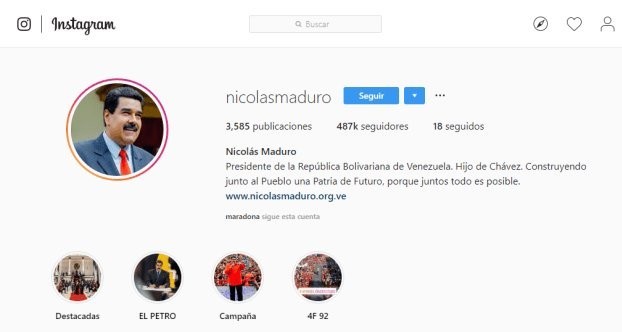 Instagram
Buscar
nicolasmaduro Seguir
3,585 publicaciones 487k seguidores 18 seguidos
Nicolás Maduro
Presidente de la República Bolivariana de Venezuela. Hijo de Chávez. Construyendo
junto al Pueblo una Patria de Futuro, porque juntos todo es posible.
www.nicolasmaduro.org.ve
maradona sigue esta cuenta
Destacadas EL PETRO Campaña 4F 92